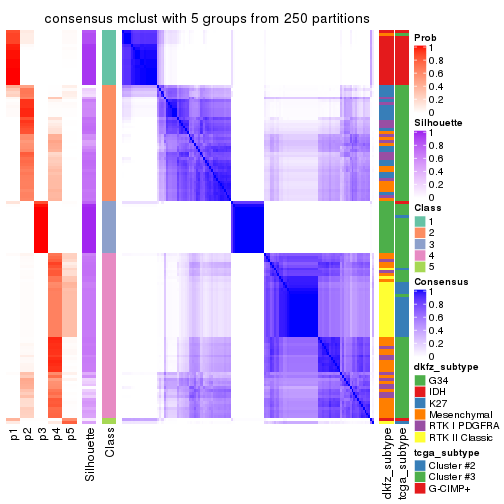 consensus mclust with 5 groups from 250 partitions
p1
p2
p3
p4
p5
Silhouette
Class
dkfz_subtype
tcga_subtype
Prob
1
0.8
0.6
0.4
0.2
0
Silhouette
1
0.8
0.6
0.4
0.2
0
Class
1
2
3
4
5
Consensus
1
0.8
0.6
0.4
0.2
0
dkfz_subtype
G34
IDH
K27
Mesenchymal
RTK I PDGFRA
RTK II Classic
tcga_subtype
Cluster #2
Cluster #3
G-CIMP+